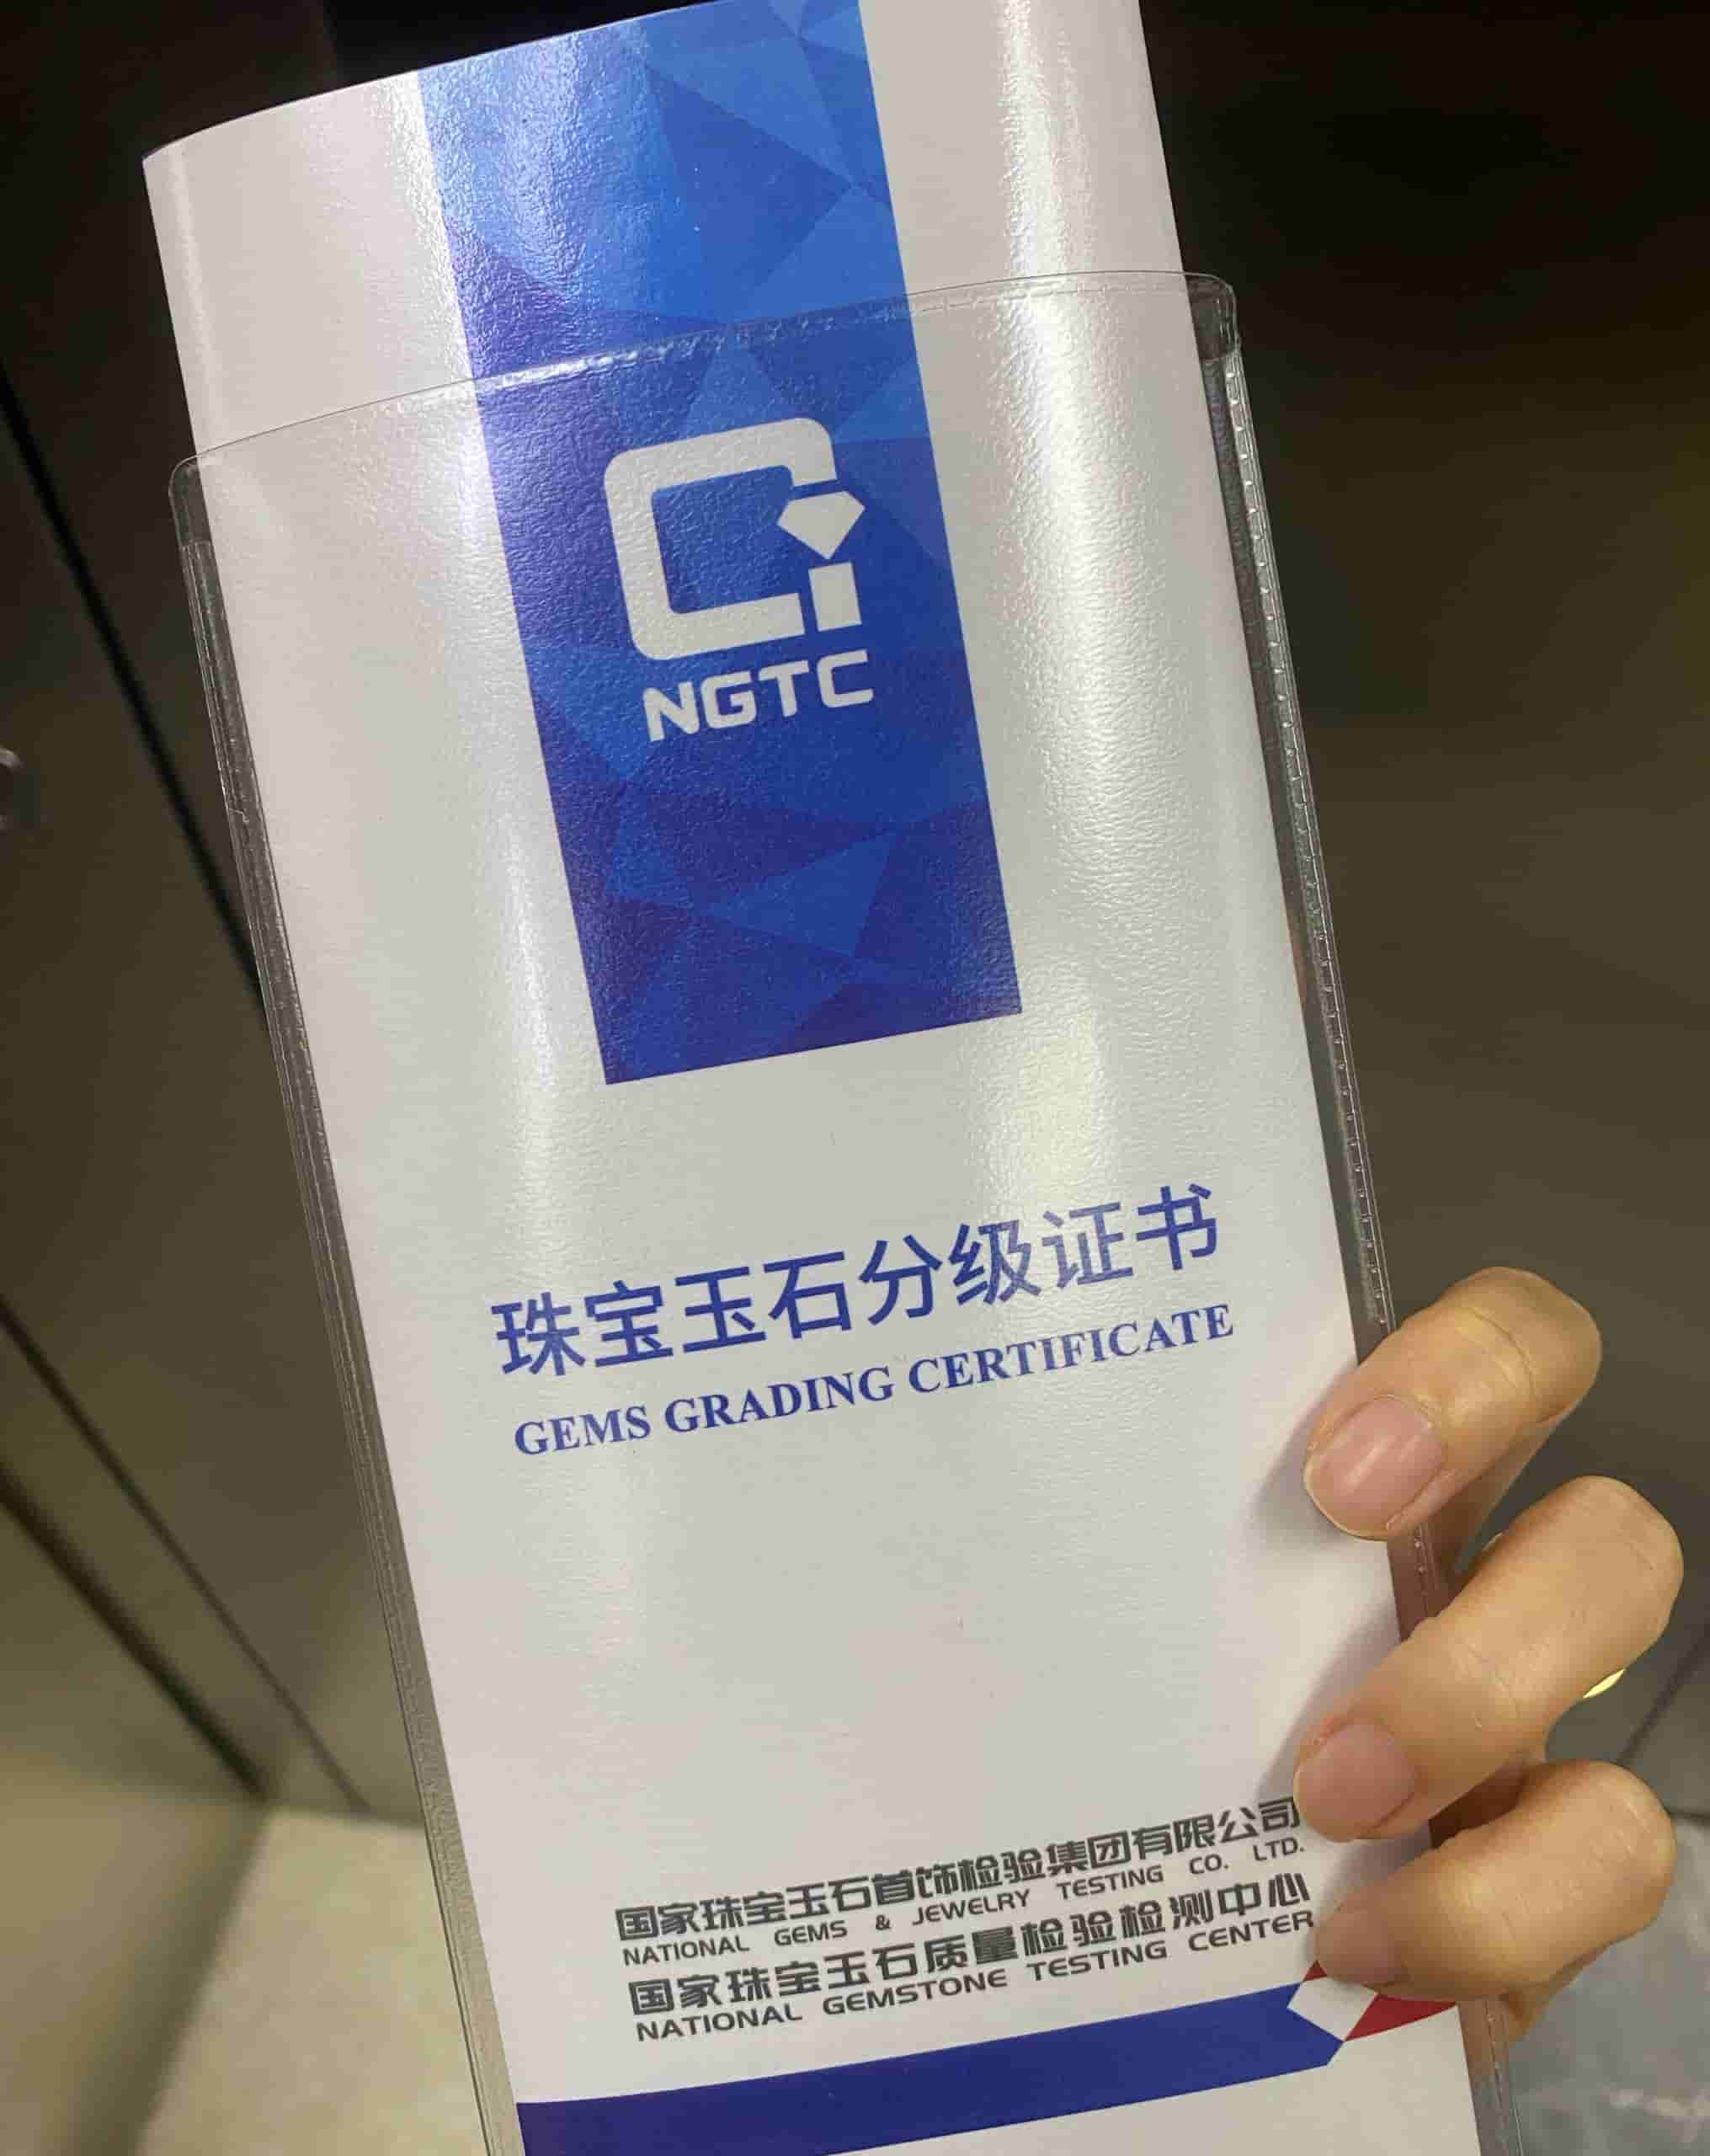 NGTC
珠宝玉石分级证书
GEMS GRADING CERTIFICATE
国家珠宝玉石首饰检验集团有限公司
NATIONAL GEMS & JEWELRY TESTING CO. LTD.
国家珠宝玉石质量检验检测中心
NATIONAL GEMSTONE TESTING CENTER